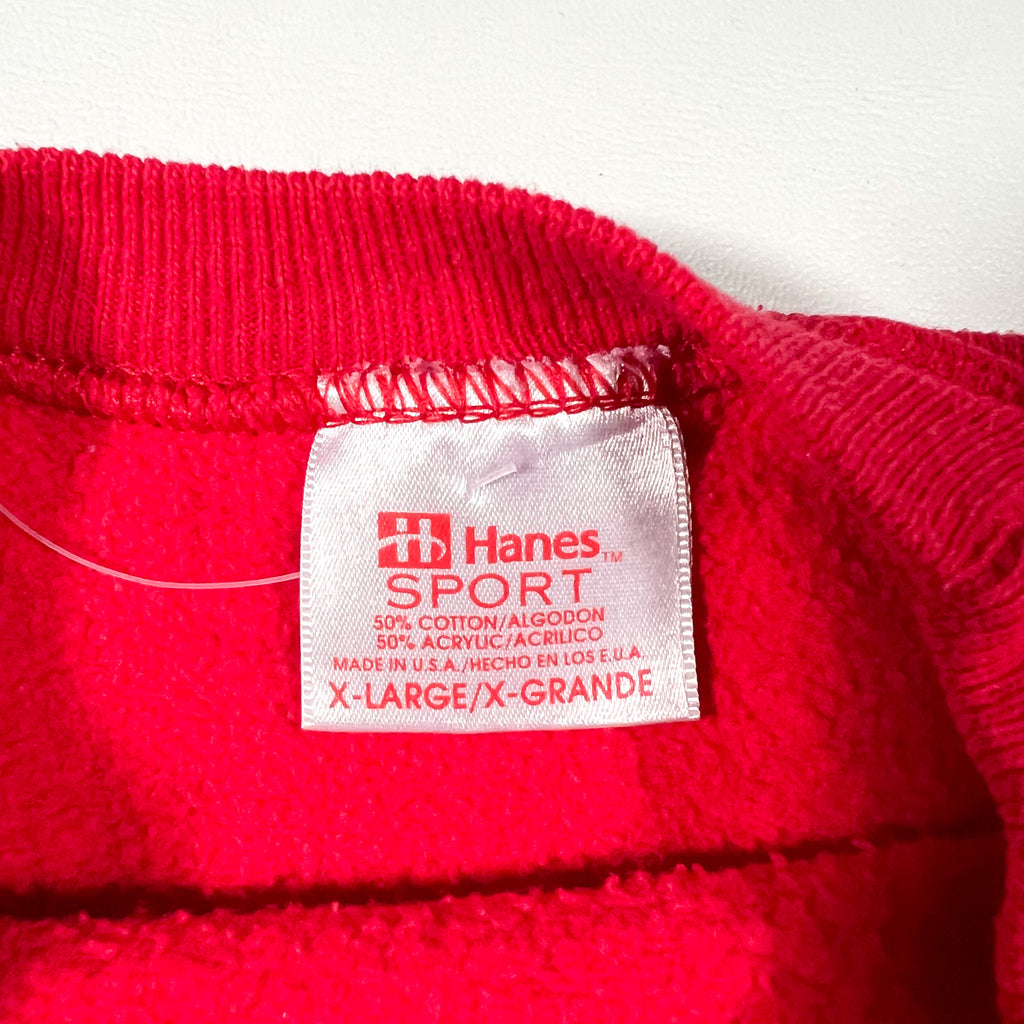 Hanes™
SPORT
50% COTTON/ALGODON
50% ACRYLIC/ACRILICO
MADE IN U.S.A./HECHO EN LOS E.U.A.
X-LARGE/X-GRANDE